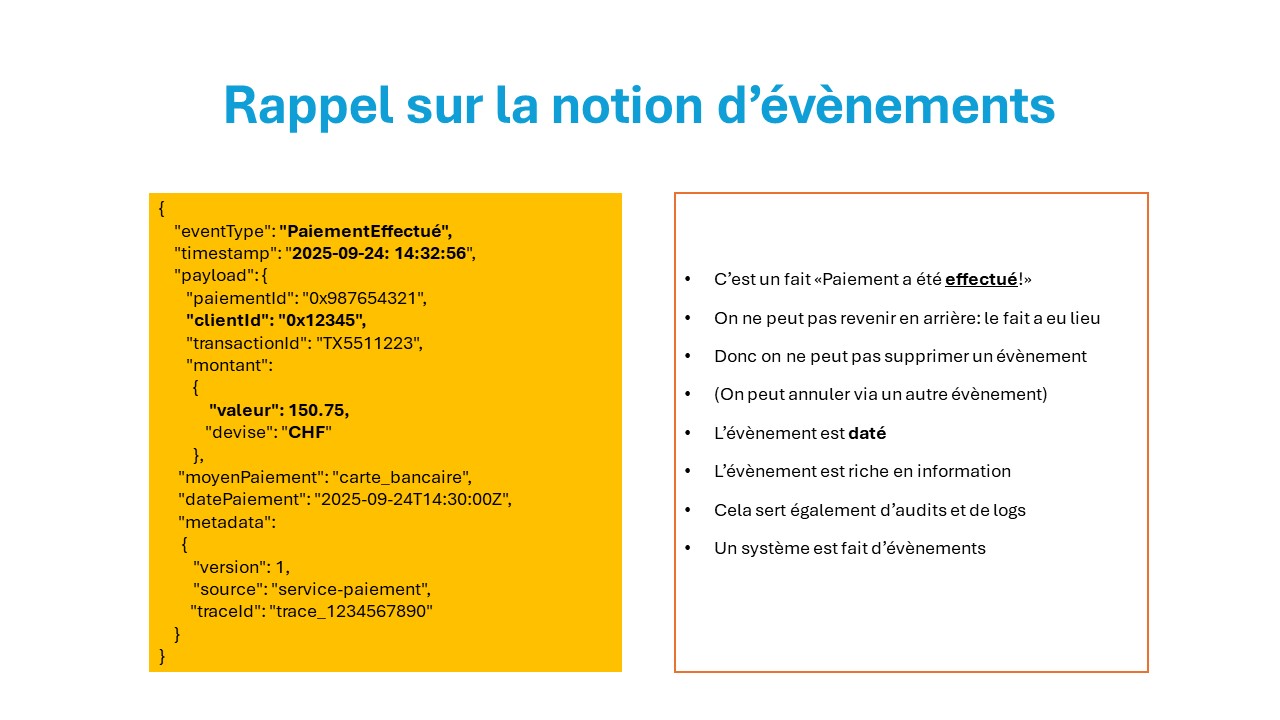 Rappel sur la notion d’évènements
{
"eventType": "PaiementEffectué",
"timestamp": "2025-09-24: 14:32:56",
"payload": {
"paiementId": "0x987654321",
"clientId": "0x12345",
"transactionId": "TX5511223",
"montant":
{
"valeur": 150.75,
"devise": "CHF"
},
"moyenPaiement": "carte_bancaire",
"datePaiement": "2025-09-24T14:30:00Z",
"metadata":
{
"version": 1,
"source": "service-paiement",
"traceId": "trace_1234567890"
}
}
• C’est un fait «Paiement a été effectué!»
• On ne peut pas revenir en arrière: le fait a eu lieu
• Donc on ne peut pas supprimer un évènement
• (On peut annuler via un autre évènement)
• L’évènement est daté
• L’évènement est riche en information
• Cela sert également d’audits et de logs
• Un système est fait d’évènements